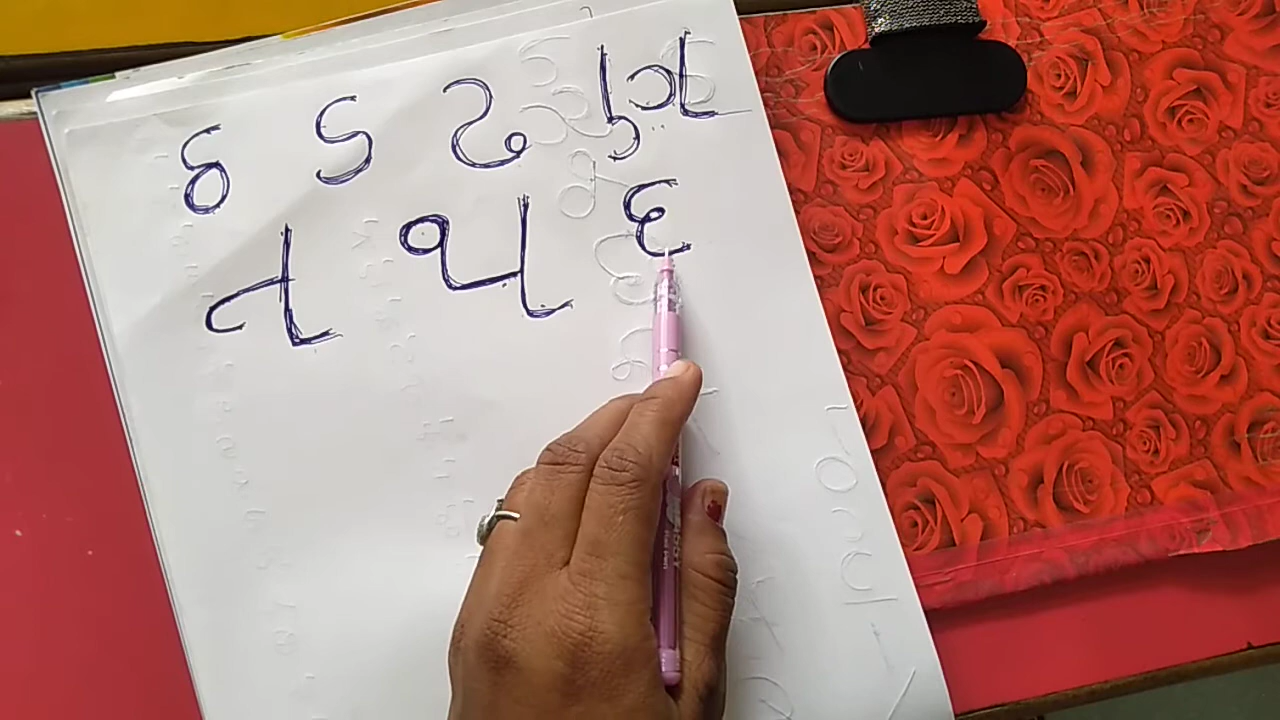 ઠ ડ ઢ ણ
ત થ દ